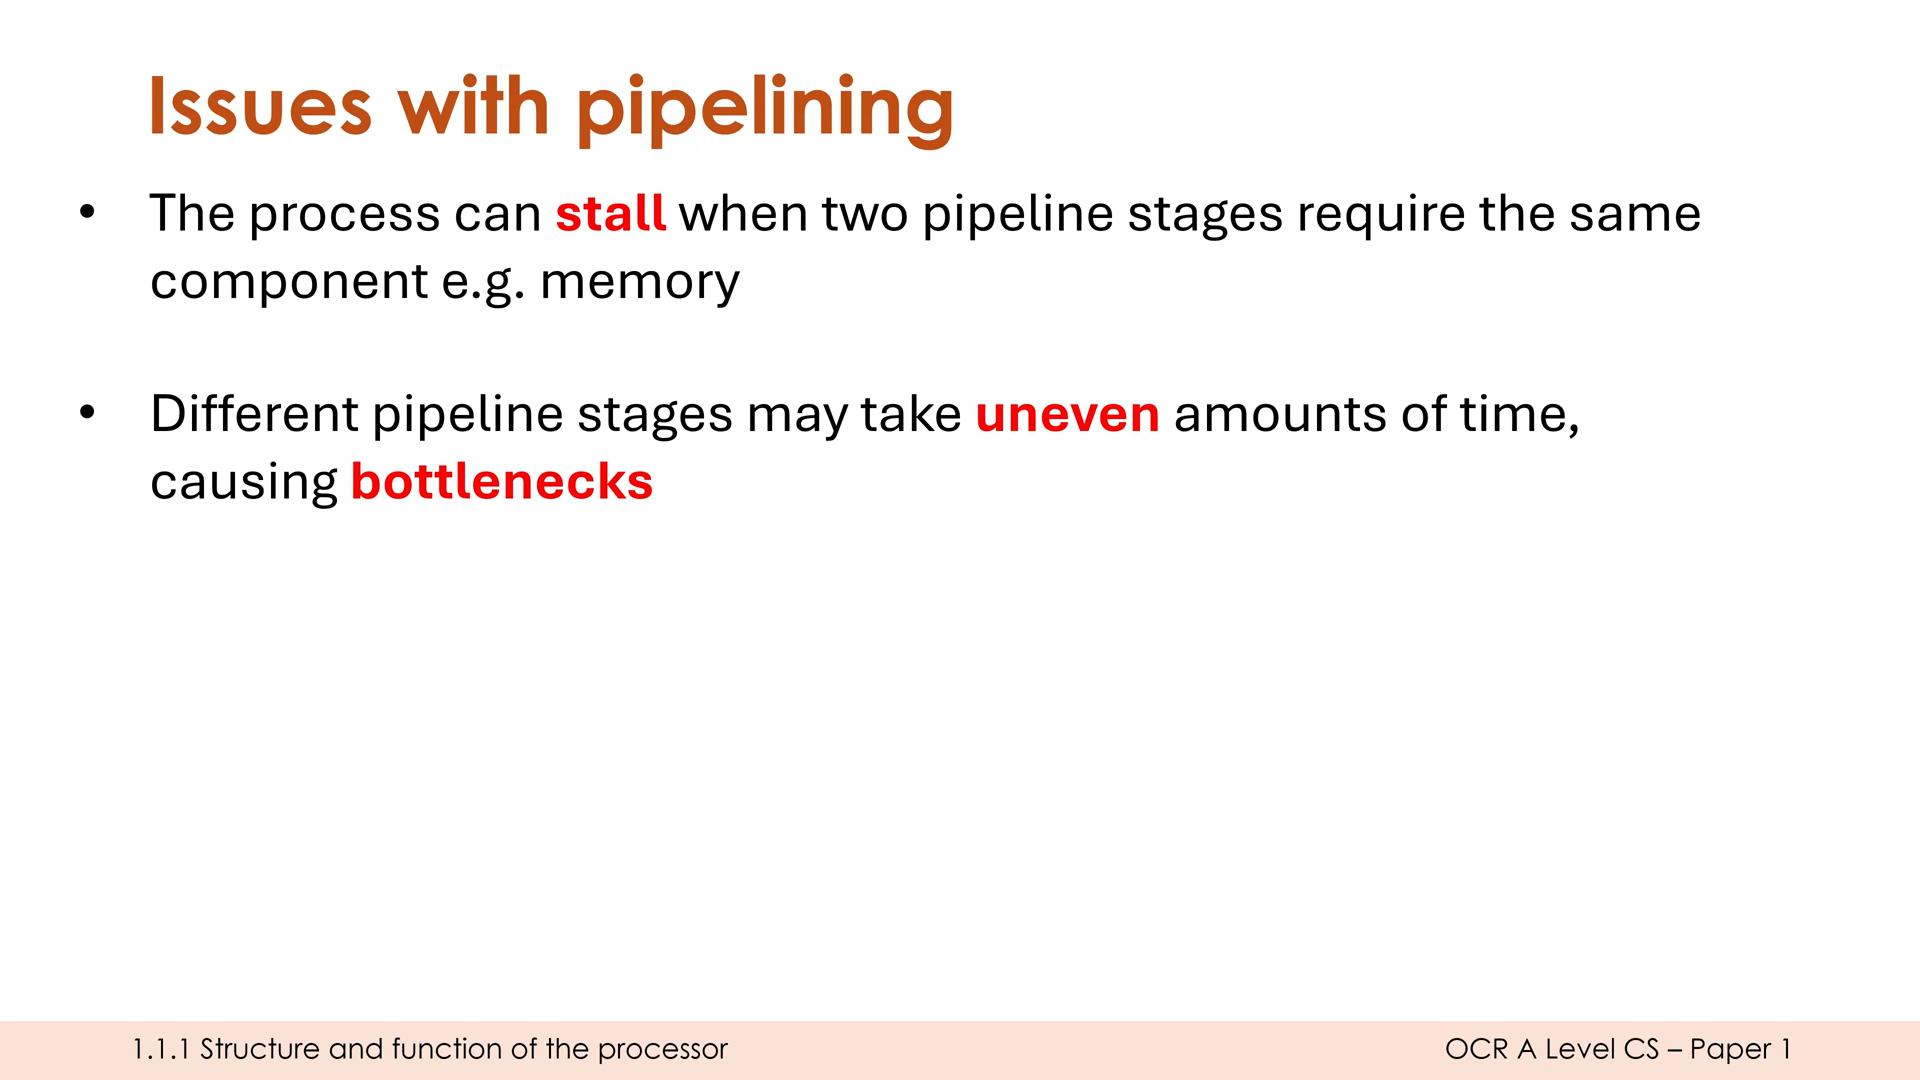 Issues with pipelining
• The process can stall when two pipeline stages require the same
component e.g. memory
• Different pipeline stages may take uneven amounts of time,
causing bottlenecks
1.1.1 Structure and function of the processor
OCR A Level CS – Paper 1